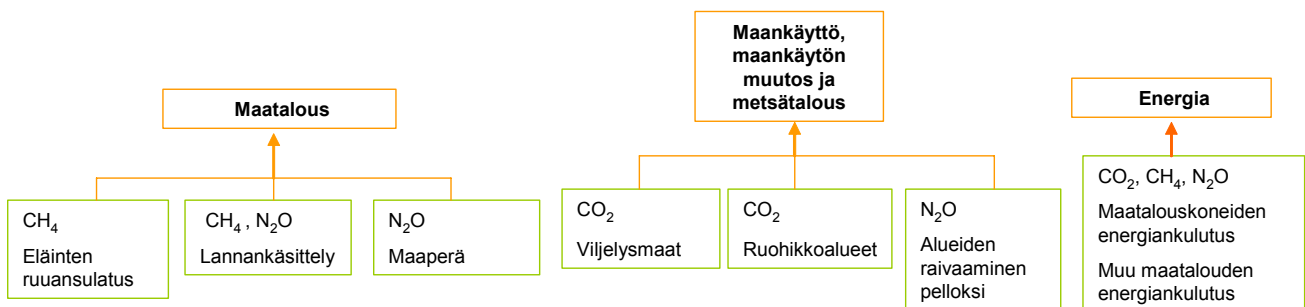 Maatalous
CH₄
Eläinten
ruuansulatus
CH₄ , N₂O
Lannankäsittely
N₂O
Maaperä
Maankäyttö,
maankäytön
muutos ja
metsätalous
CO₂
Viljelysmaat
CO₂
Ruohikkoalueet
N₂O
Alueiden
raivaaminen
pelloksi
Energia
CO₂, CH₄, N₂O
Maatalouskoneiden
energiankulutus
Muu maatalouden
energiankulutus